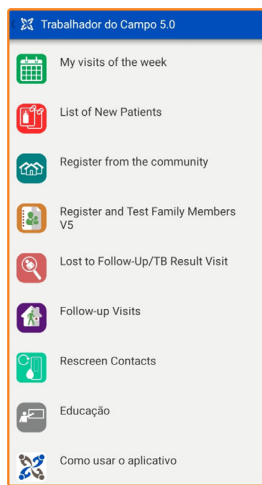 Trabalhador do Campo 5.0
My visits of the week
List of New Patients
Register from the community
Register and Test Family Members
V5
Lost to Follow-Up/TB Result Visit
Follow-up Visits
Rescreen Contacts
Educação
Como usar o aplicativo